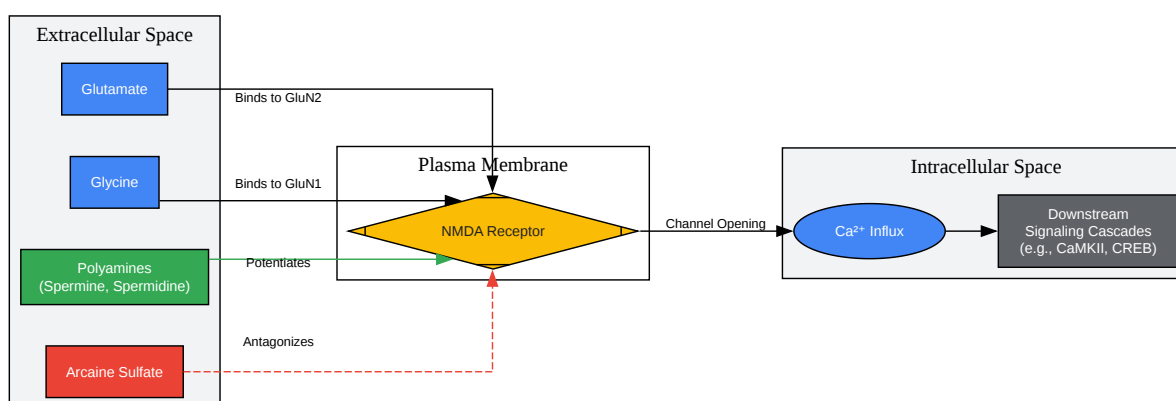 Extracellular Space
Glutamate
Binds to GluN2
Glycine
Binds to GluN1
Polyamines
(Spermine, Spermidine)
Potentiates
Arcaine Sulfate
Antagonizes
Plasma Membrane
NMDA Receptor
Channel Opening
Intracellular Space
Ca²⁺ Influx
Downstream
Signaling Cascades
(e.g., CaMKII, CREB)